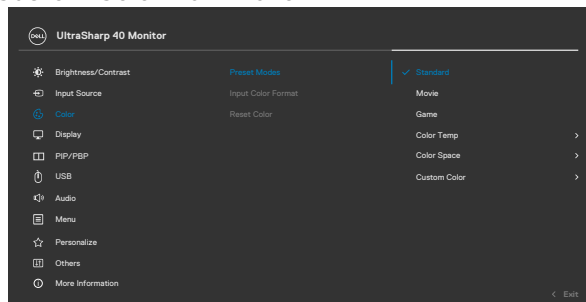 DELL UltraSharp 40 Monitor
Brightness/Contrast Preset Modes Standard
Input Source Input Color Format Movie
Color Reset Color Game
Display Color Temp
PIP/PBP Color Space
USB Custom Color
Audio
Menu
Personalize
Others
More Information
Exit